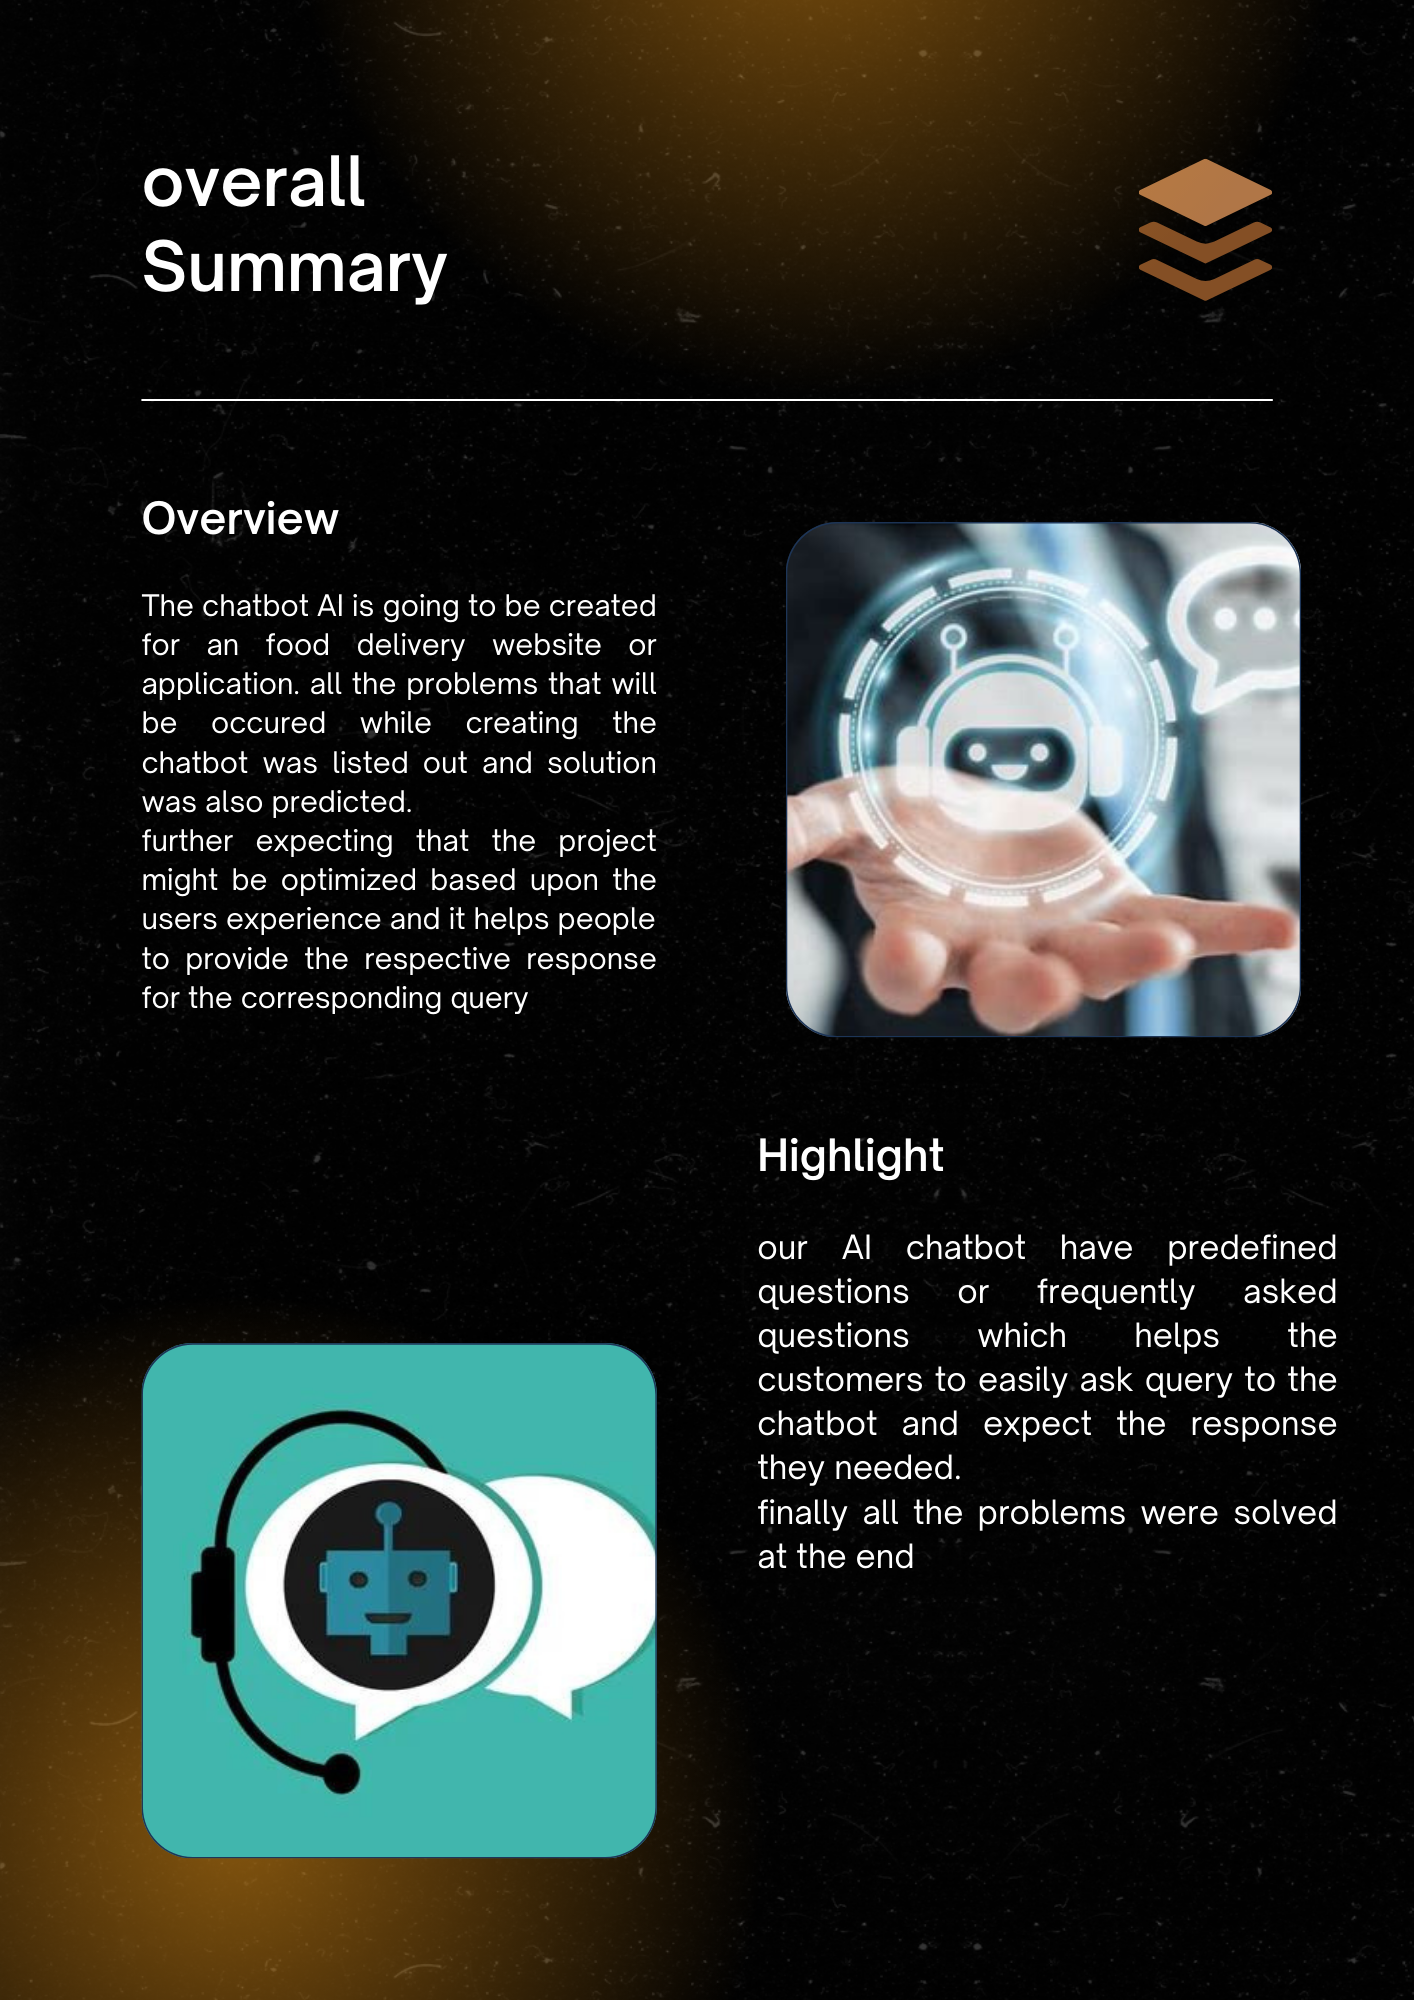 overall
Summary
Overview
The chatbot AI is going to be created
for an food delivery website or
application. all the problems that will
be occured while creating the
chatbot was listed out and solution
was also predicted.
further expecting that the project
might be optimized based upon the
users experience and it helps people
to provide the respective response
for the corresponding query
Highlight
our AI chatbot have predefined
questions or frequently asked
questions which helps the
customers to easily ask query to the
chatbot and expect the response
they needed.
finally all the problems were solved
at the end